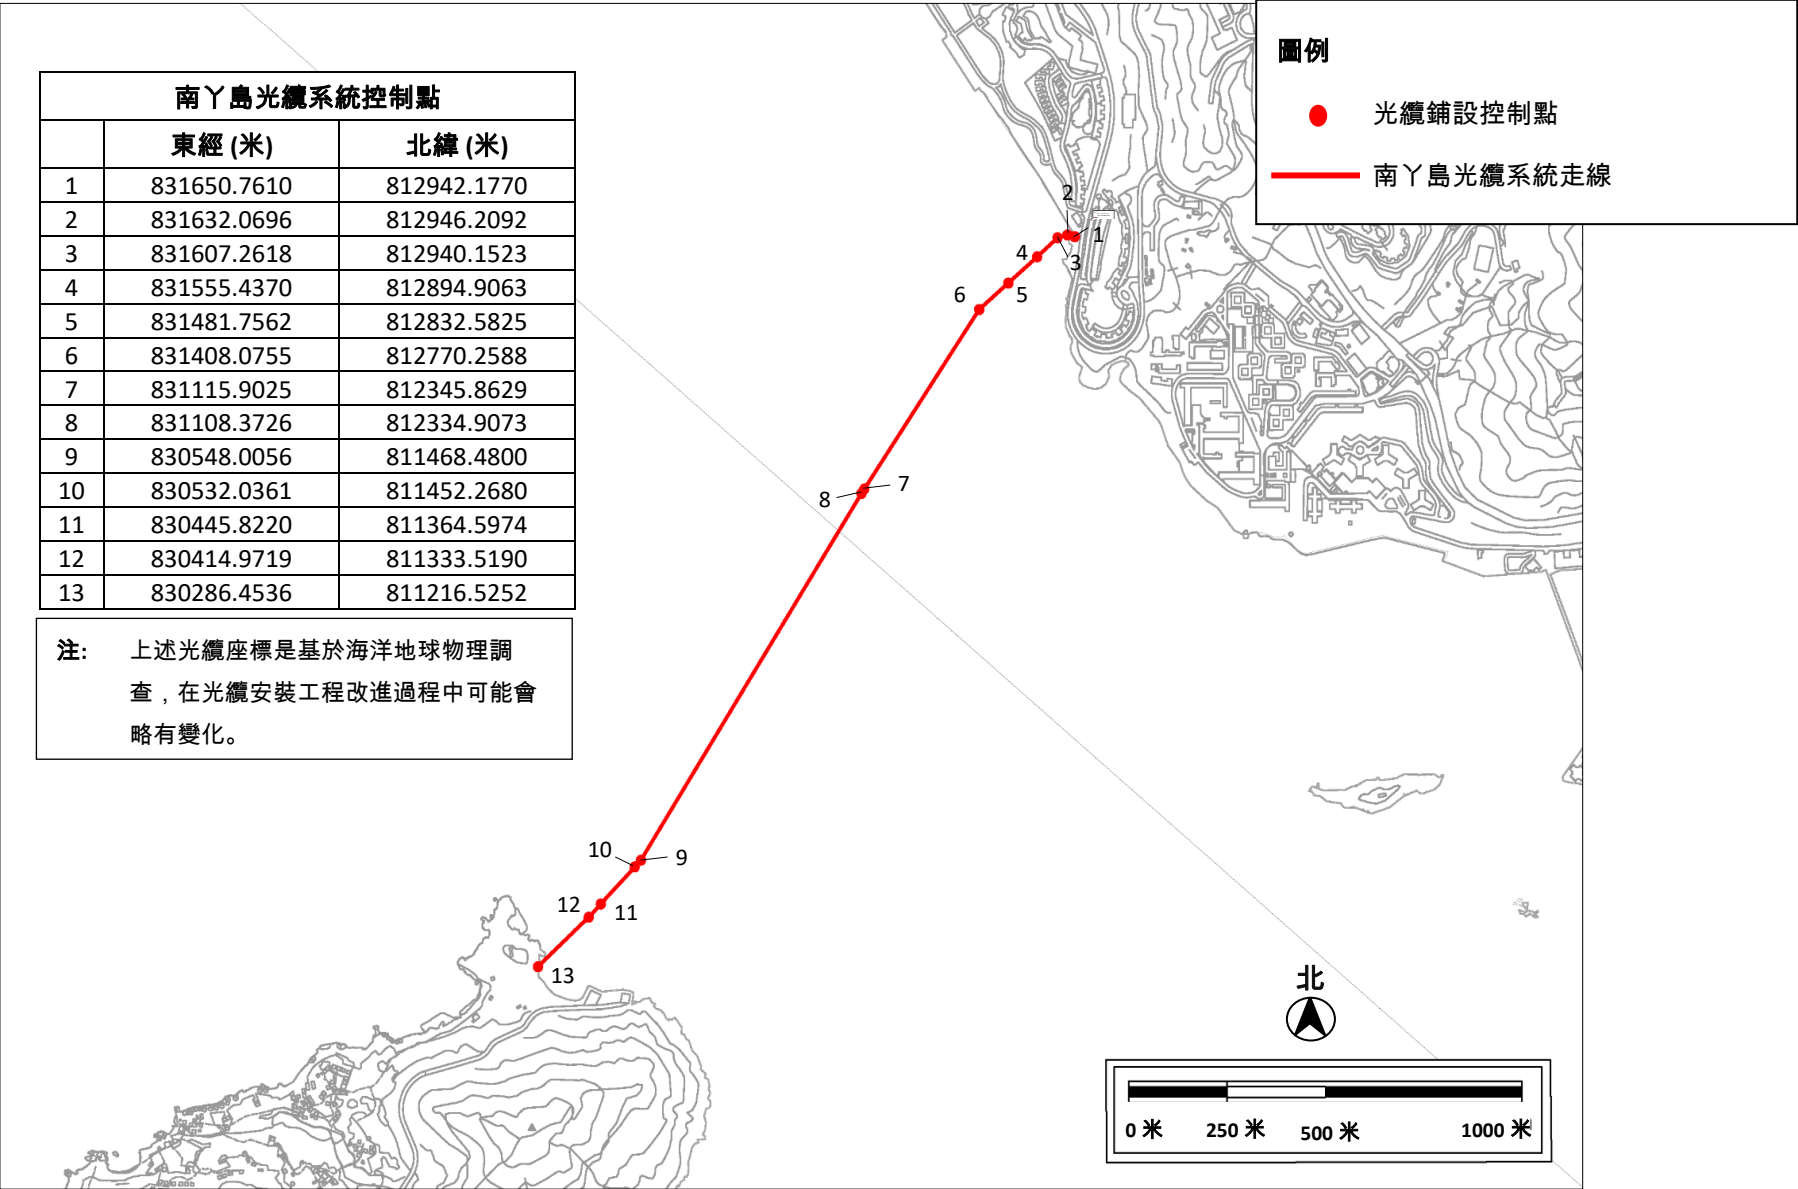 南丫島光纜系統控制點
東經 (米) 北緯 (米)
1 831650.7610 812942.1770
2 831632.0696 812946.2092
3 831607.2618 812940.1523
4 831555.4370 812894.9063
5 831481.7562 812832.5825
6 831408.0755 812770.2588
7 831115.9025 812345.8629
8 831108.3726 812334.9073
9 830548.0056 811468.4800
10 830532.0361 811452.2680
11 830445.8220 811364.5974
12 830414.9719 811333.5190
13 830286.4536 811216.5252
注: 上述光纜座標是基於海洋地球物理調
查，在光纜安裝工程改進過程中可能會
略有變化。
圖例
光纜鋪設控制點
南丫島光纜系統走線
2
1
4
3
6
5
7
8
10
9
12
11
13
北
0 米 250 米 500 米 1000 米